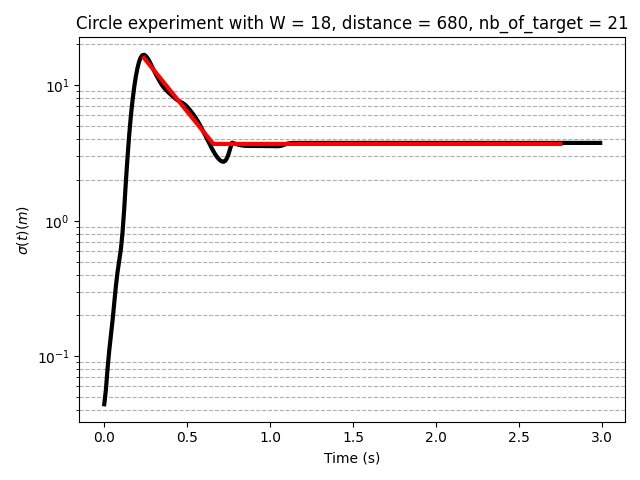 Circle experiment with W = 18, distance = 680, nb_of_target = 21
10¹
10⁰
10⁻¹
σ(t)(m)
0.0 0.5 1.0 1.5 2.0 2.5 3.0
Time (s)